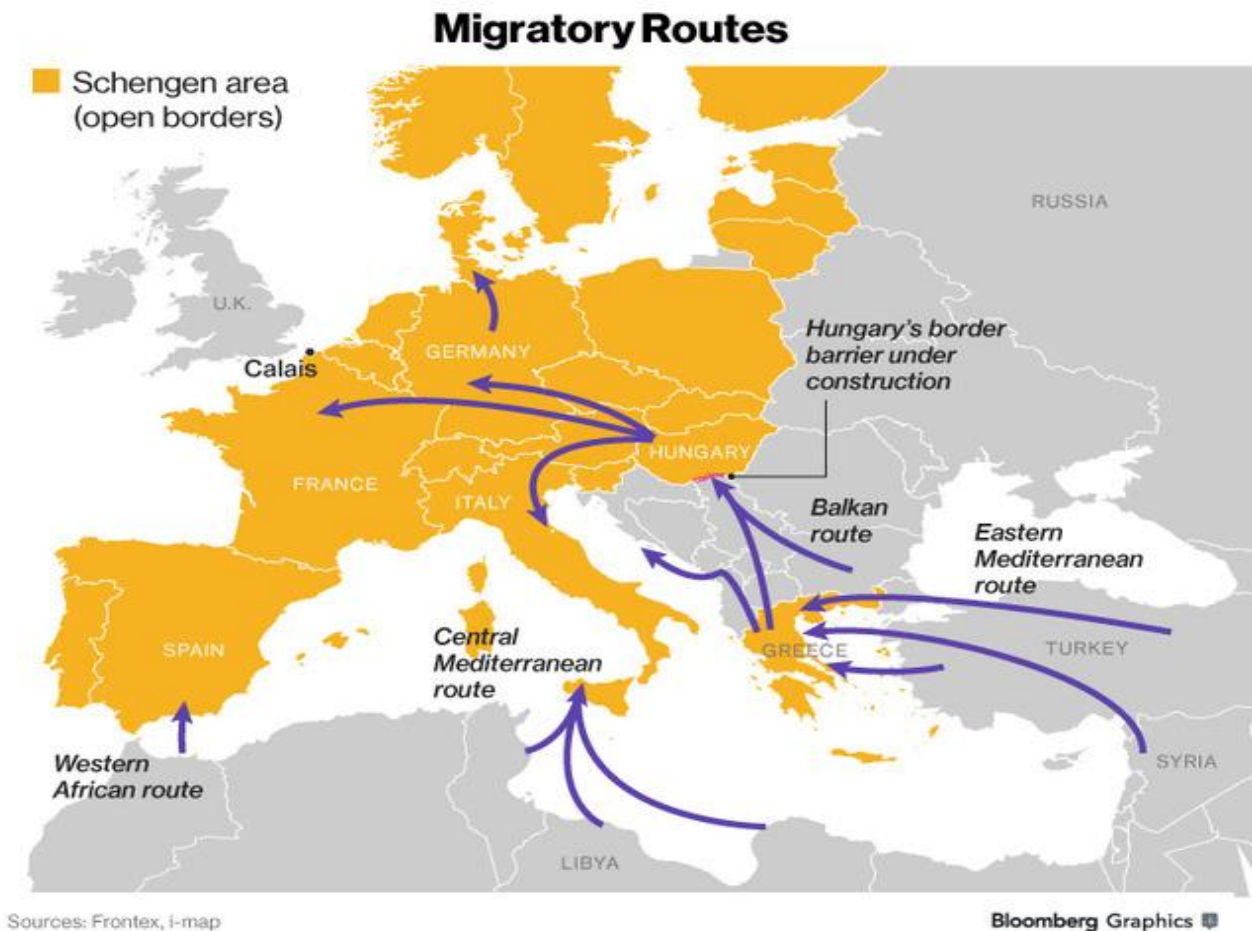 Migratory Routes
Schengen area
(open borders)
RUSSIA
U.K.
Hungary's border
barrier under
construction
GERMANY
Calais
HUNGARY
FRANCE
ITALY
Balkan
route
Eastern
Mediterranean
route
SPAIN
Central
Mediterranean
route
GREECE
TURKEY
Western
African route
SYRIA
LIBYA
Sources: Frontex, i-map
Bloomberg Graphics